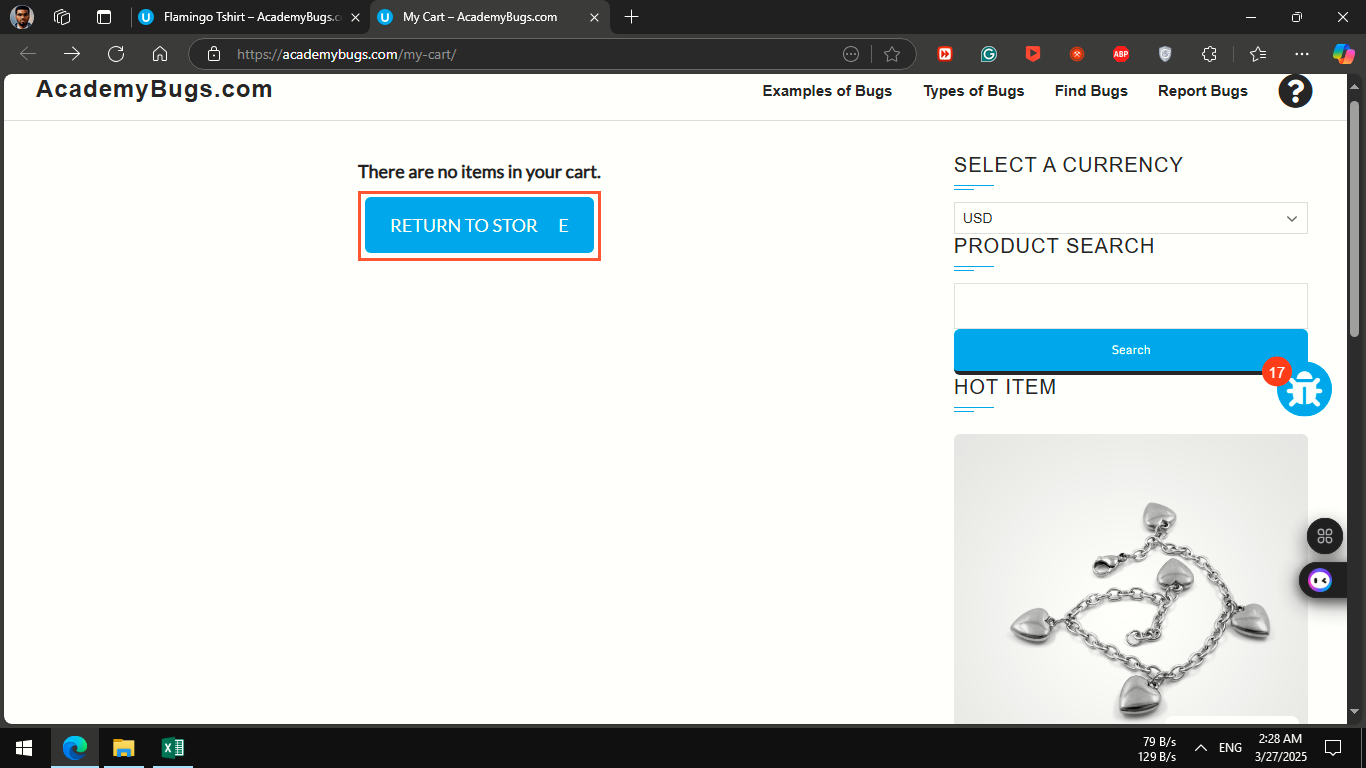 Flamingo Tshirt – AcademyBugs.c
My Cart – AcademyBugs.com
https://academybugs.com/my-cart/
ABP
AcademyBugs.com
Examples of Bugs
Types of Bugs
Find Bugs
Report Bugs
?
There are no items in your cart.
RETURN TO STOR E
SELECT A CURRENCY
USD
PRODUCT SEARCH
Search
17
HOT ITEM
79 B/s
129 B/s
ENG
2:28 AM
3/27/2025